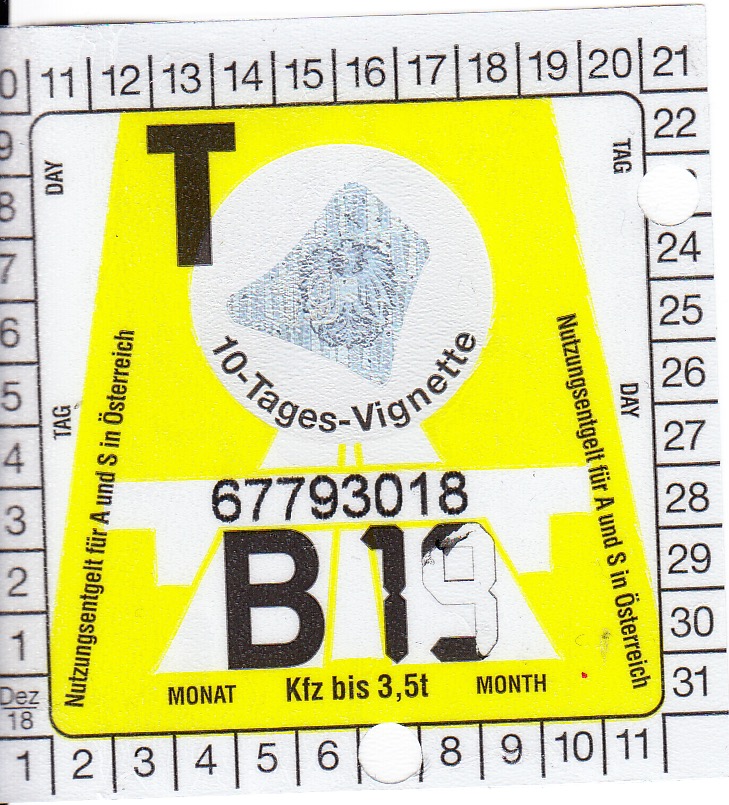 0 11 12 13 14 15 16 17 18 19 20 21
9 DAY T TAG 22
8
7 24
6 25
5 26
4 27
3 28
2 29
1 30
Dez 18 31
10-Tages-Vignette
TAG DAY
Nutzungsentgelt für A und S in Österreich
Nutzungsentgelt für A und S in Österreich
67793018
B 19
MONAT Kfz bis 3,5t MONTH
1 2 3 4 5 6 8 9 10 11